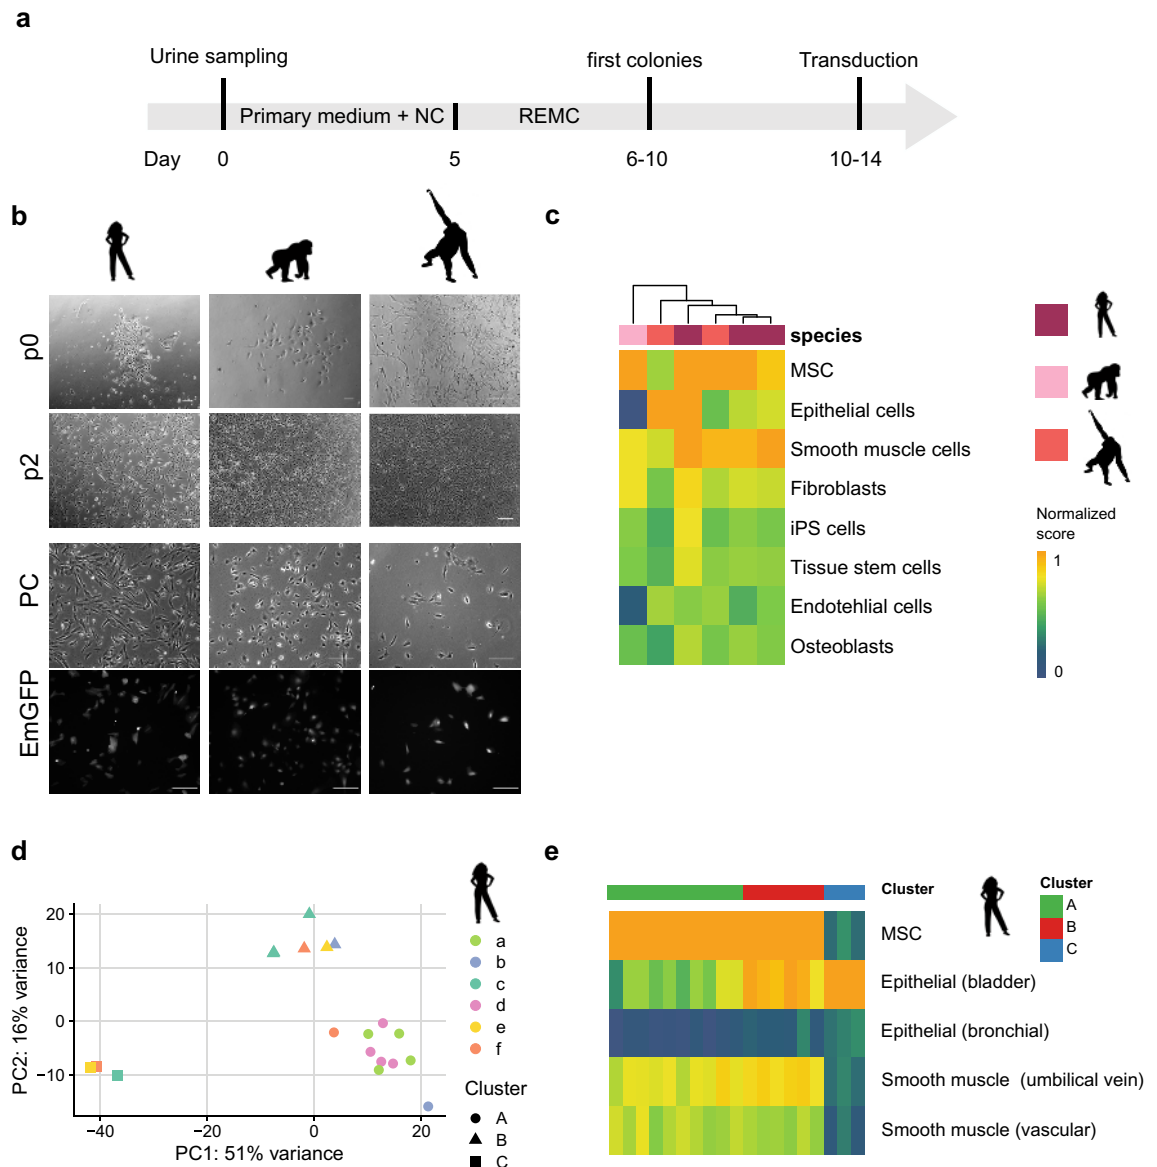 a
Urine sampling
first colonies
Transduction
Primary medium + NC
REMC
Day
0
5
6-10
10-14
b
p0
p2
PC
EmGFP
c
species
MSC
Epithelial cells
Smooth muscle cells
Fibroblasts
iPS cells
Tissue stem cells
Endotehlial cells
Osteoblasts
Normalized
score
1
0
d
PC2: 16% variance
20
10
0
−10
−40
−20
0
20
PC1: 51% variance
a
b
c
d
e
f
Cluster
A
B
C
e
Cluster
MSC
Epithelial (bladder)
Epithelial (bronchial)
Smooth muscle (umbilical vein)
Smooth muscle (vascular)
Cluster
A
B
C